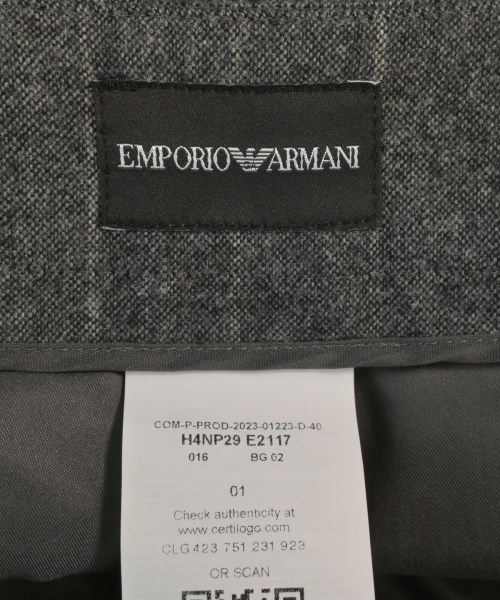 EMPORIO ARMANI
COM-P-PROD-2023-01223-D-40
H4NP29 E2117
016 BG 02
01
Check authenticity at
www.certilogo.com
CLG 423 751 231 923
OR SCAN